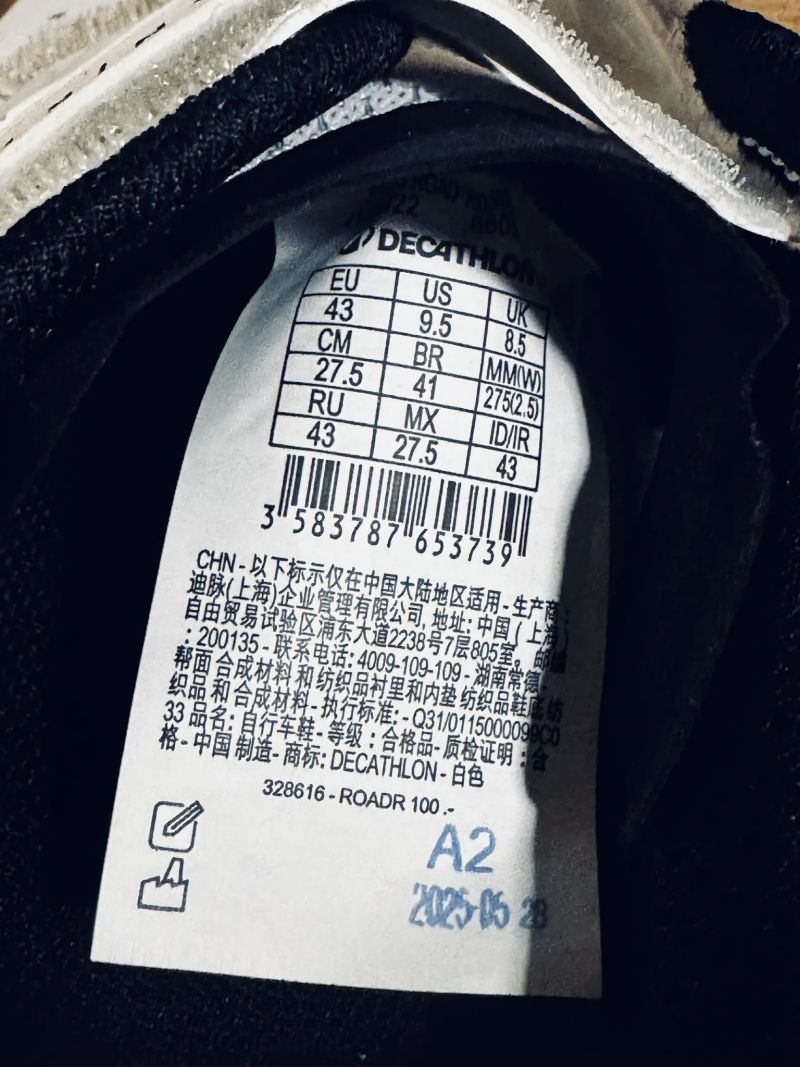 DECATHLON
EU US UK
43 9.5 8.5
CM BR MM(W)
27.5 41 275(2.5)
RU MX ID/IR
43 27.5 43
3 583787 653739
CHN - 以下标示仅在中国大陆地区适用 - 生产商:
迪脉(上海)企业管理有限公司, 地址: 中国 (上海)
自由贸易试验区浦东大道2238号7层805室。邮编
: 200135 - 联系电话: 4009-109-109 - 湖南常德-
帮面 合成材料 和 纺织品衬里和内垫 纺织品鞋底 纺
织品 和 合成材料 - 执行标准: - Q31/0115000099C0
33 品名: 自行车鞋 - 等级 : 合格品 - 质检证明 : 合
格 - 中国 制造 - 商标: DECATHLON - 白色
328616 - ROADR 100 .-
A2
2025-05 28